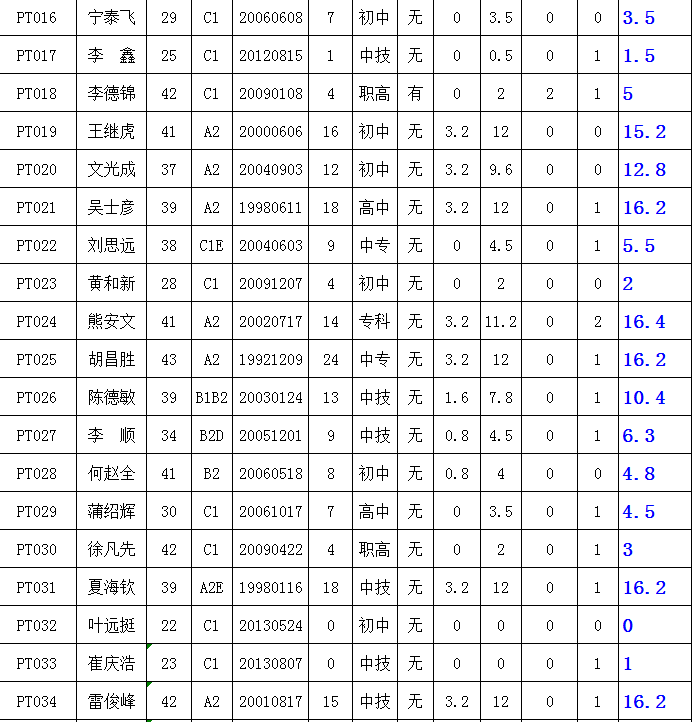 PT016 宁泰飞 29 C1 20060608 7 初中 无 0 3.5 0 0 3.5
PT017 李　鑫 25 C1 20120815 1 中技 无 0 0.5 0 1 1.5
PT018 李德锦 42 C1 20090108 4 职高 有 0 2 2 1 5
PT019 王继虎 41 A2 20000606 16 初中 无 3.2 12 0 0 15.2
PT020 文光成 37 A2 20040903 12 初中 无 3.2 9.6 0 0 12.8
PT021 吴士彦 39 A2 19980611 18 高中 无 3.2 12 0 1 16.2
PT022 刘思远 38 C1E 20040603 9 中专 无 0 4.5 0 1 5.5
PT023 黄和新 28 C1 20091207 4 初中 无 0 2 0 0 2
PT024 熊安文 41 A2 20020717 14 专科 无 3.2 11.2 0 2 16.4
PT025 胡昌胜 43 A2 19921209 24 中专 无 3.2 12 0 1 16.2
PT026 陈德敏 39 B1B2 20030124 13 中技 无 1.6 7.8 0 1 10.4
PT027 李　顺 34 B2D 20051201 9 中技 无 0.8 4.5 0 1 6.3
PT028 何赵全 41 B2 20060518 8 初中 无 0.8 4 0 0 4.8
PT029 蒲绍辉 30 C1 20061017 7 高中 无 0 3.5 0 1 4.5
PT030 徐凡先 42 C1 20090422 4 职高 无 0 2 0 1 3
PT031 夏海钦 39 A2E 19980116 18 中技 无 3.2 12 0 1 16.2
PT032 叶远挺 22 C1 20130524 0 初中 无 0 0 0 0 0
PT033 崔庆浩 23 C1 20130807 0 中技 无 0 0 0 1 1
PT034 雷俊峰 42 A2 20010817 15 中技 无 3.2 12 0 1 16.2